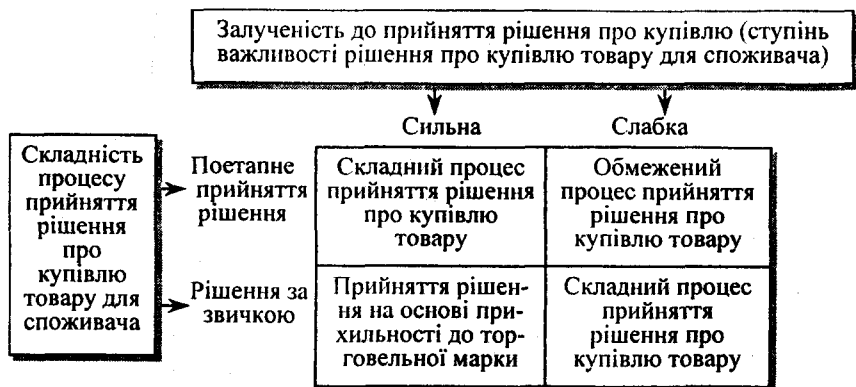 Залученість до прийняття рішення про купівлю (ступінь
важливості рішення про купівлю товару для споживача)
Сильна
Слабка
Складність
процесу
прийняття
рішення
про
купівлю
товару для
споживача
Поетапне
прийняття
рішення
Складний процес
прийняття рішення
про купівлю
товару
Обмежений
процес прийняття
рішення про
купівлю товару
Рішення за
звичкою
Прийняття рішен-
ня на основі при-
хильності до тор-
говельної марки
Складний процес
прийняття
рішення про
купівлю товару